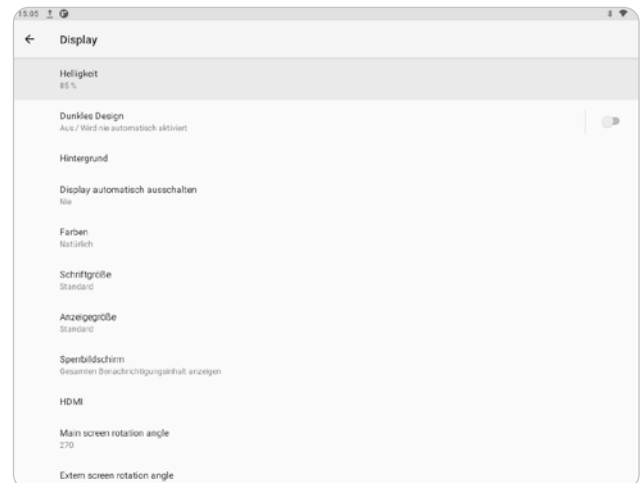 15:05
Display
Helligkeit
85 %
Dunkles Design
Aus / Wird nie automatisch aktiviert
Hintergrund
Display automatisch ausschalten
Nie
Farben
Natürlich
Schriftgröße
Standard
Anzeigegröße
Standard
Sperrbildschirm
Gesamten Benachrichtigungsinhalt anzeigen
HDMI
Main screen rotation angle
270
Extern screen rotation angle